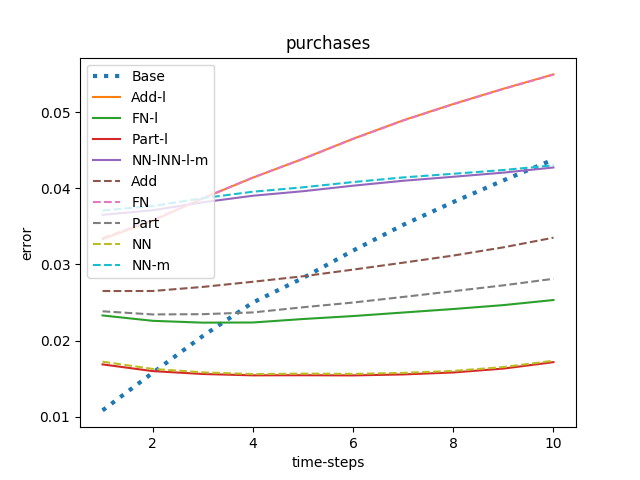 purchases
error
0.05
0.04
0.03
0.02
0.01
Base
Add-l
FN-l
Part-l
NN-lNN-l-m
Add
FN
Part
NN
NN-m
2
4
6
8
10
time-steps